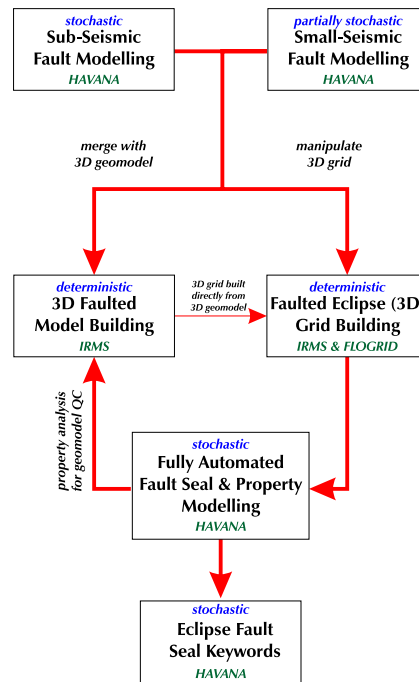 stochastic
Sub-Seismic
Fault Modelling
HAVANA
partially stochastic
Small-Seismic
Fault Modelling
HAVANA
merge with
3D geomodel
manipulate
3D grid
deterministic
3D Faulted
Model Building
IRMS
3D grid built
directly from
3D geomodel
deterministic
Faulted Eclipse (3D
Grid Building
IRMS & FLOGRID
property analysis
for geomodel QC
stochastic
Fully Automated
Fault Seal & Property
Modelling
HAVANA
stochastic
Eclipse Fault
Seal Keywords
HAVANA